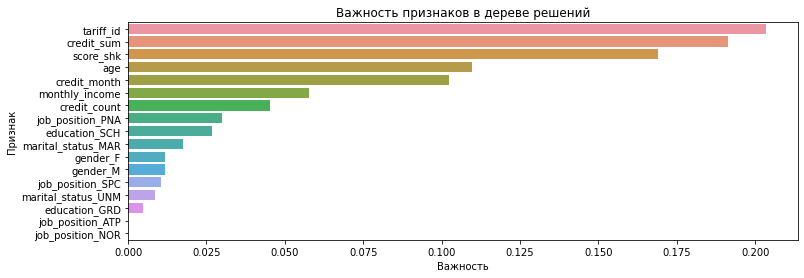 Важность признаков в дереве решений
Признак
tariff_id
credit_sum
score_shk
age
credit_month
monthly_income
credit_count
job_position_PNA
education_SCH
marital_status_MAR
gender_F
gender_M
job_position_SPC
marital_status_UNM
education_GRD
job_position_ATP
job_position_NOR
0.000 0.025 0.050 0.075 0.100 0.125 0.150 0.175 0.200
Важность